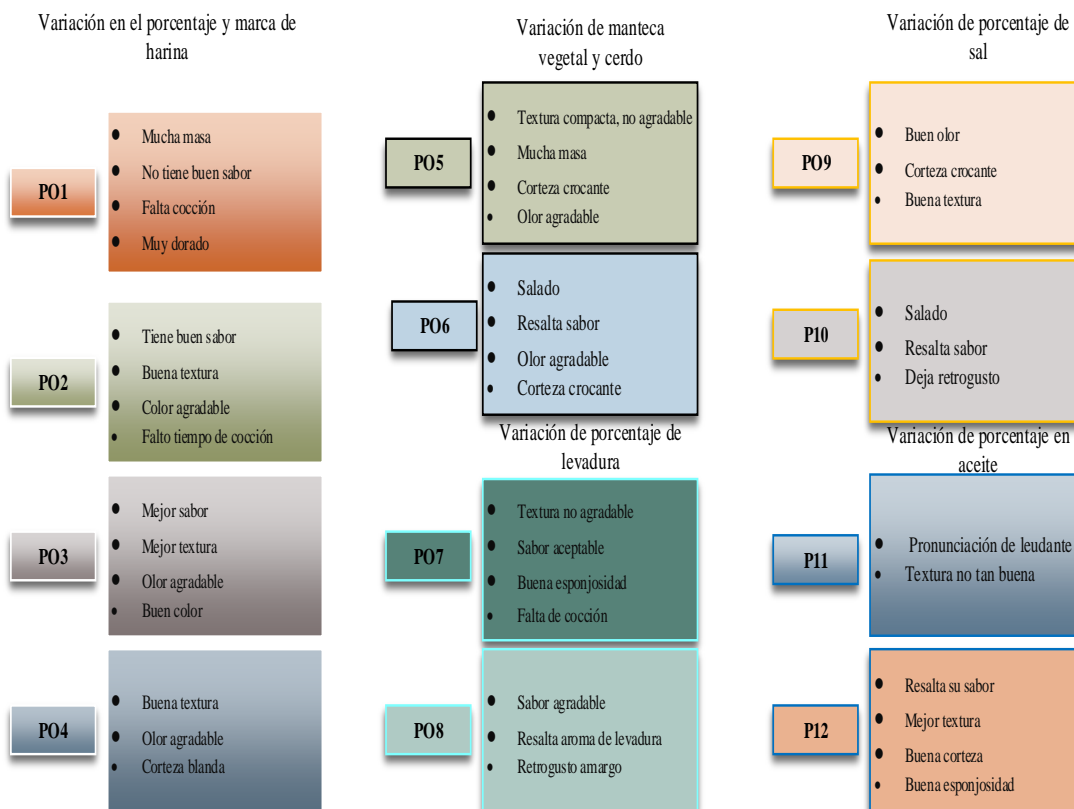 Variación en el porcentaje y marca de
harina
PO1
Mucha masa
No tiene buen sabor
Falta cocción
Muy dorado
PO2
Tiene buen sabor
Buena textura
Color agradable
Falto tiempo de cocción
PO3
Mejor sabor
Mejor textura
Olor agradable
Buen color
PO4
Buena textura
Olor agradable
Corteza blanda
Variación de manteca
vegetal y cerdo
PO5
Textura compacta, no agradable
Mucha masa
Corteza crocante
Olor agradable
PO6
Salado
Resalta sabor
Olor agradable
Corteza crocante
Variación de porcentaje de
levadura
PO7
Textura no agradable
Sabor aceptable
Buena esponjosidad
Falta de cocción
PO8
Sabor agradable
Resalta aroma de levadura
Retrogusto amargo
Variación de porcentaje de
sal
PO9
Buen olor
Corteza crocante
Buena textura
P10
Salado
Resalta sabor
Deja retrogusto
Variación de porcentaje en
aceite
P11
Pronunciación de leudante
Textura no tan buena
P12
Resalta su sabor
Mejor textura
Buena corteza
Buena esponjosidad